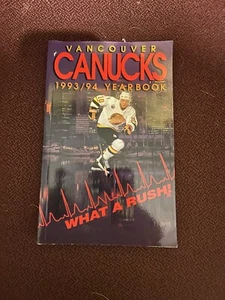 VANCOUVER
CANUCKS
1993/94 YEARBOOK
WHAT A RUSH!